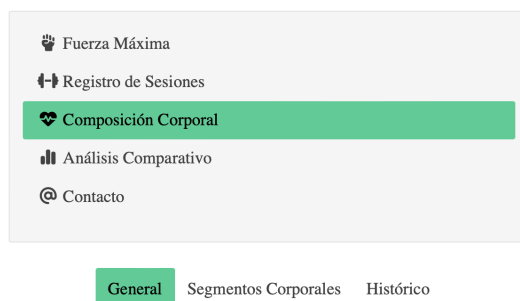 Fuerza Máxima
Registro de Sesiones
Composición Corporal
Análisis Comparativo
Contacto
General Segmentos Corporales Histórico